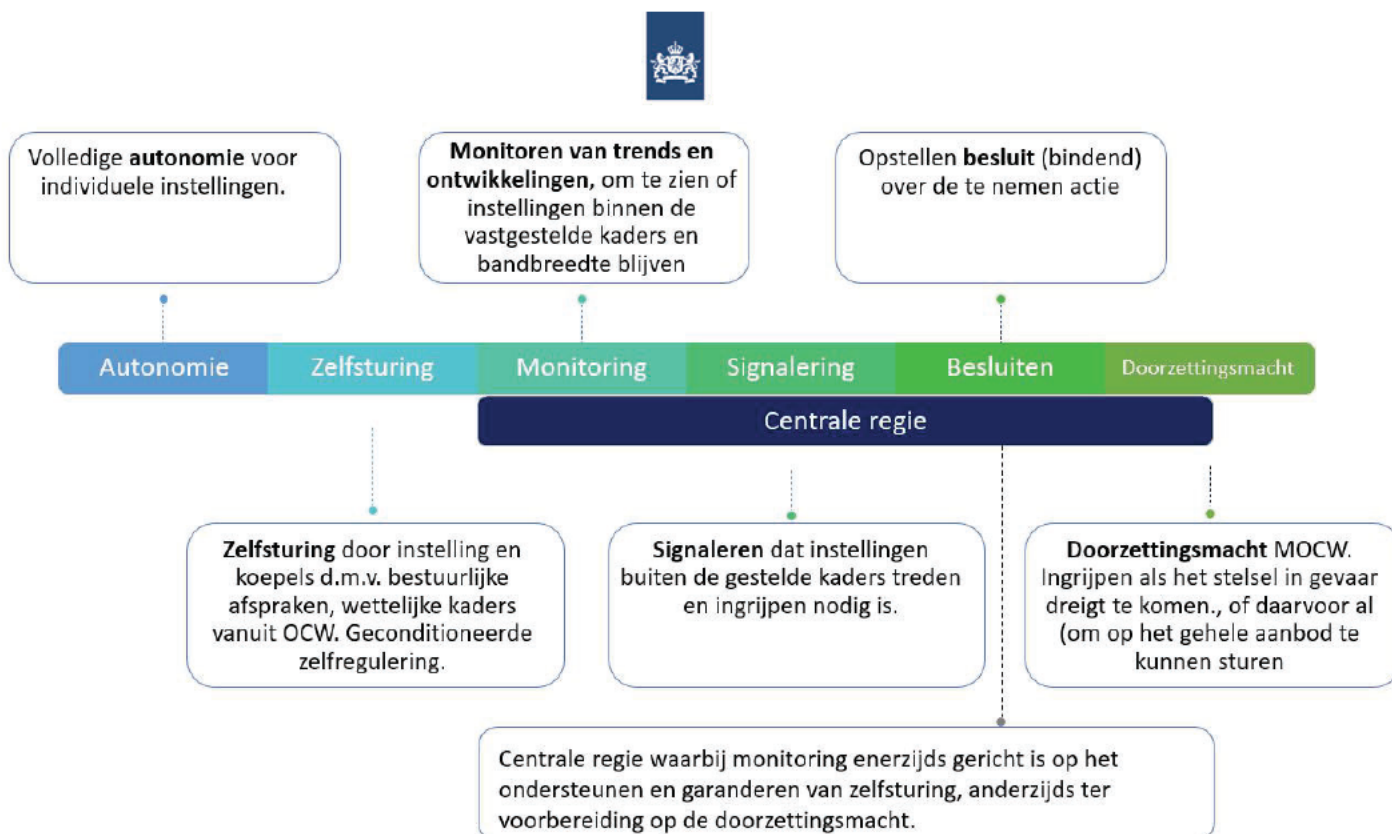 Volledige autonomie voor
individuele instellingen.
Monitoren van trends en
ontwikkelingen, om te zien of
instellingen binnen de
vastgestelde kaders en
bandbreedte blijven
Opstellen besluit (bindend)
over de te nemen actie
Autonomie
Zelfsturing
Monitoring
Signalering
Besluiten
Doorzettingsmacht
Centrale regie
Zelfsturing door instelling en
koepels d.m.v. bestuurlijke
afspraken, wettelijke kaders
vanuit OCW. Geconditioneerde
zelfregulering.
Signaleren dat instellingen
buiten de gestelde kaders treden
en ingrijpen nodig is.
Doorzettingsmacht MOCW.
Ingrijpen als het stelsel in gevaar
dreigt te komen., of daarvoor al
(om op het gehele aanbod te
kunnen sturen
Centrale regie waarbij monitoring enerzijds gericht is op het
ondersteunen en garanderen van zelfsturing, anderzijds ter
voorbereiding op de doorzettingsmacht.